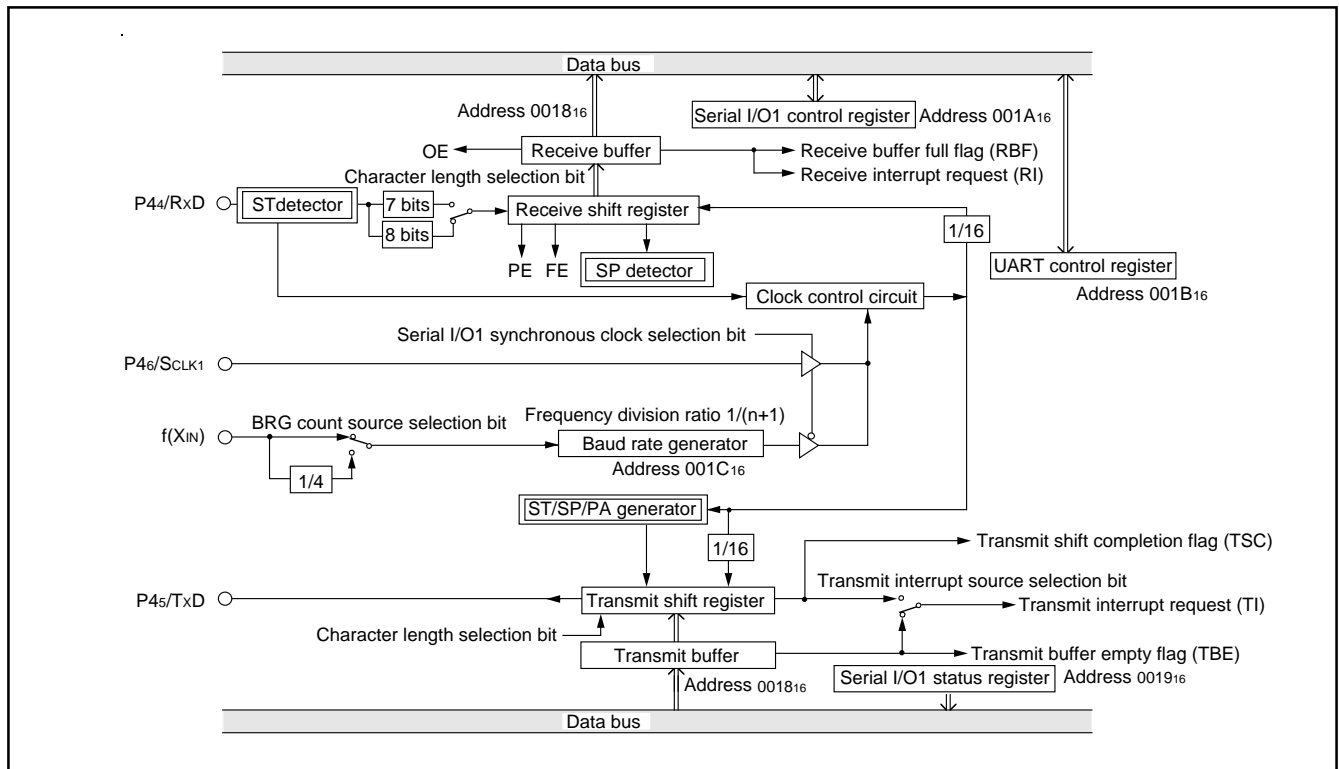 Data bus
Address 0018₁₆
Serial I/O1 control register
Address 001A₁₆
OE
Receive buffer
Receive buffer full flag (RBF)
Receive interrupt request (RI)
Character length selection bit
P4₄/RxD
STdetector
7 bits
8 bits
Receive shift register
1/16
PE
FE
SP detector
UART control register
Address 001B₁₆
Clock control circuit
Serial I/O1 synchronous clock selection bit
P4₆/SCLK1
BRG count source selection bit
Frequency division ratio 1/(n+1)
f(XIN)
Baud rate generator
Address 001C₁₆
1/4
ST/SP/PA generator
1/16
Transmit shift completion flag (TSC)
Transmit interrupt source selection bit
P4₅/TxD
Transmit shift register
Transmit interrupt request (TI)
Character length selection bit
Transmit buffer
Transmit buffer empty flag (TBE)
Address 0018₁₆
Serial I/O1 status register
Address 0019₁₆
Data bus